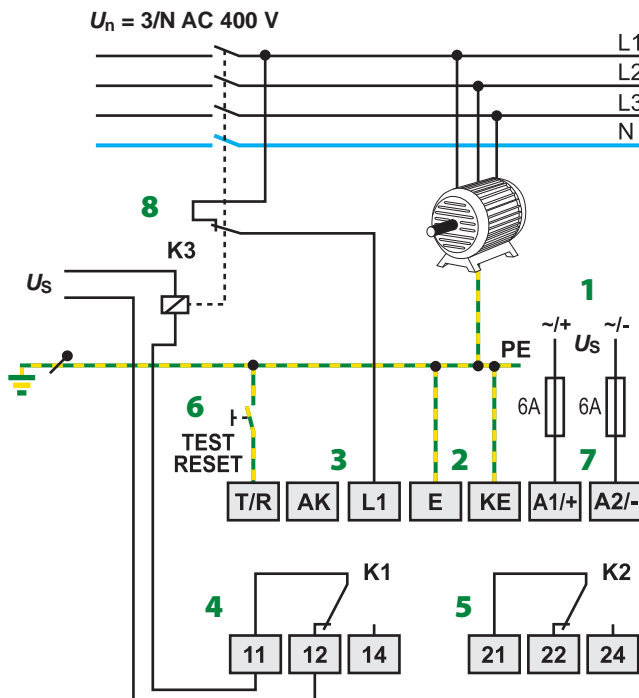 Un = 3/N AC 400 V
L1
L2
L3
N
8
K3
US
1
~/+ US ~/-
PE
6A 6A
6
TEST
RESET
3 2 7
T/R AK L1 E KE A1/+ A2/-
K1 K2
4 5
11 12 14 21 22 24